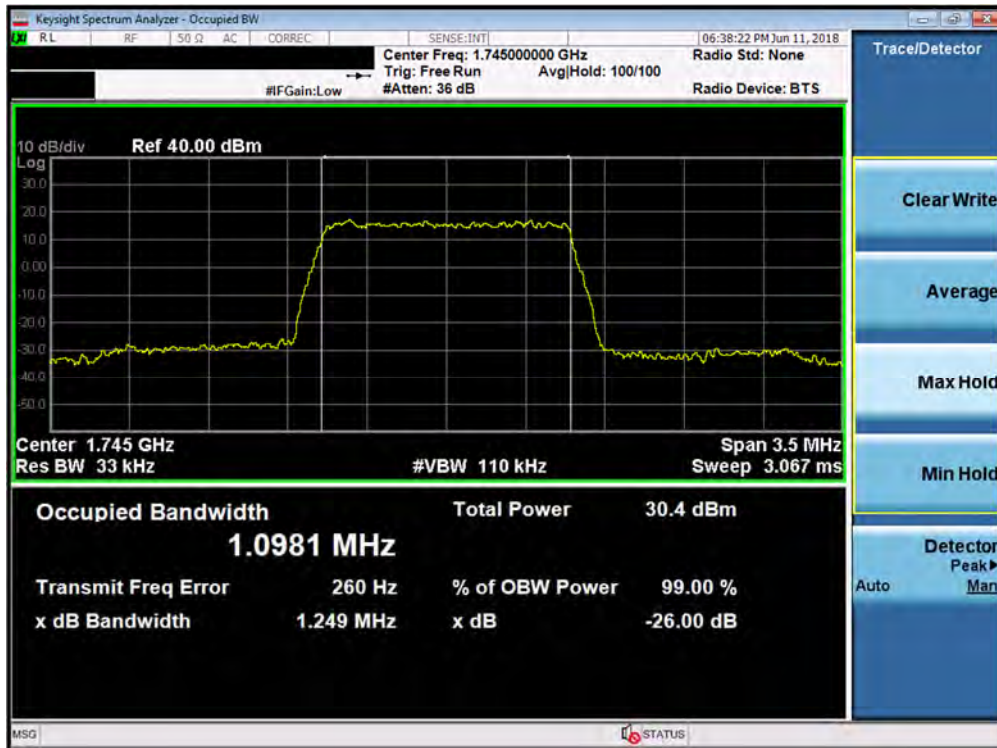 Keysight Spectrum Analyzer - Occupied BW
LXI RL RF 50 Ω AC CORREC SENSE:INT 06:38:22 PM Jun 11, 2018
Center Freq: 1.745000000 GHz Radio Std: None
Trig: Free Run Avg|Hold: 100/100
#IFGain:Low #Atten: 36 dB Radio Device: BTS
10 dB/div Ref 40.00 dBm
Log
30.0
20.0
10.0
0.00
-10.0
-20.0
-30.0
-40.0
-50.0
Center 1.745 GHz Span 3.5 MHz
Res BW 33 kHz #VBW 110 kHz Sweep 3.067 ms
Occupied Bandwidth Total Power 30.4 dBm
1.0981 MHz
Transmit Freq Error 260 Hz % of OBW Power 99.00 %
x dB Bandwidth 1.249 MHz x dB -26.00 dB
MSG STATUS
Trace/Detector
Clear Write
Average
Max Hold
Min Hold
Detector
Peak
Auto Man